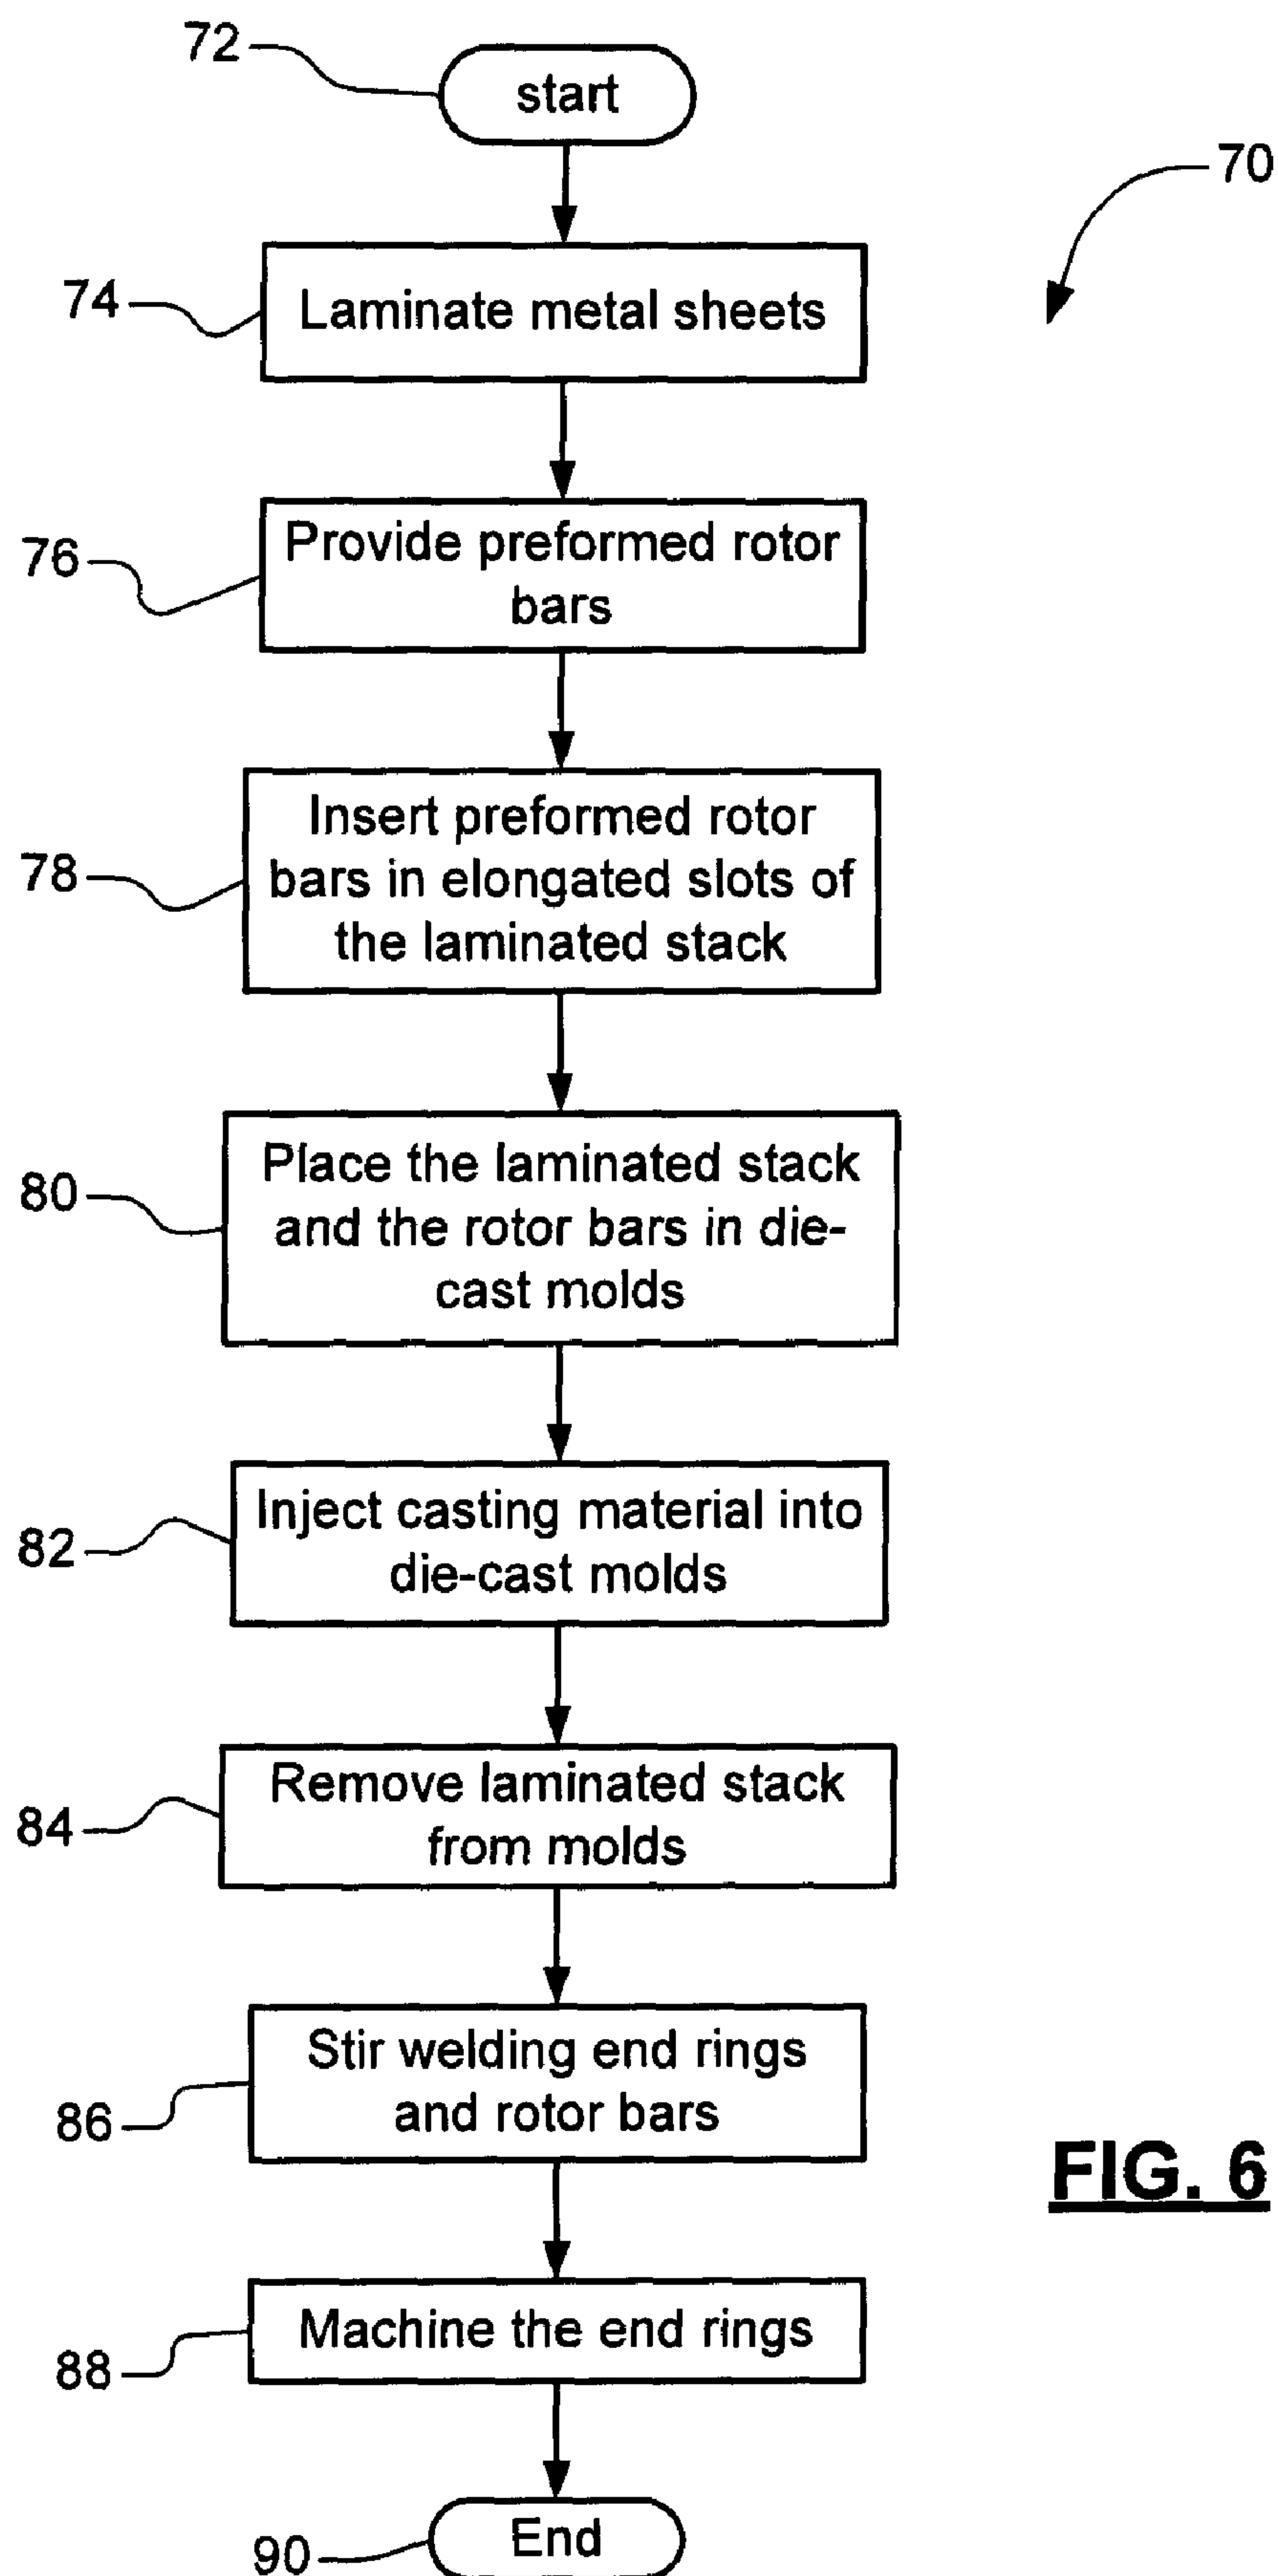 72
start
70
74
Laminate metal sheets
76
Provide preformed rotor
bars
78
Insert preformed rotor
bars in elongated slots of
the laminated stack
80
Place the laminated stack
and the rotor bars in die-
cast molds
82
Inject casting material into
die-cast molds
84
Remove laminated stack
from molds
86
Stir welding end rings
and rotor bars
FIG. 6
88
Machine the end rings
90
End